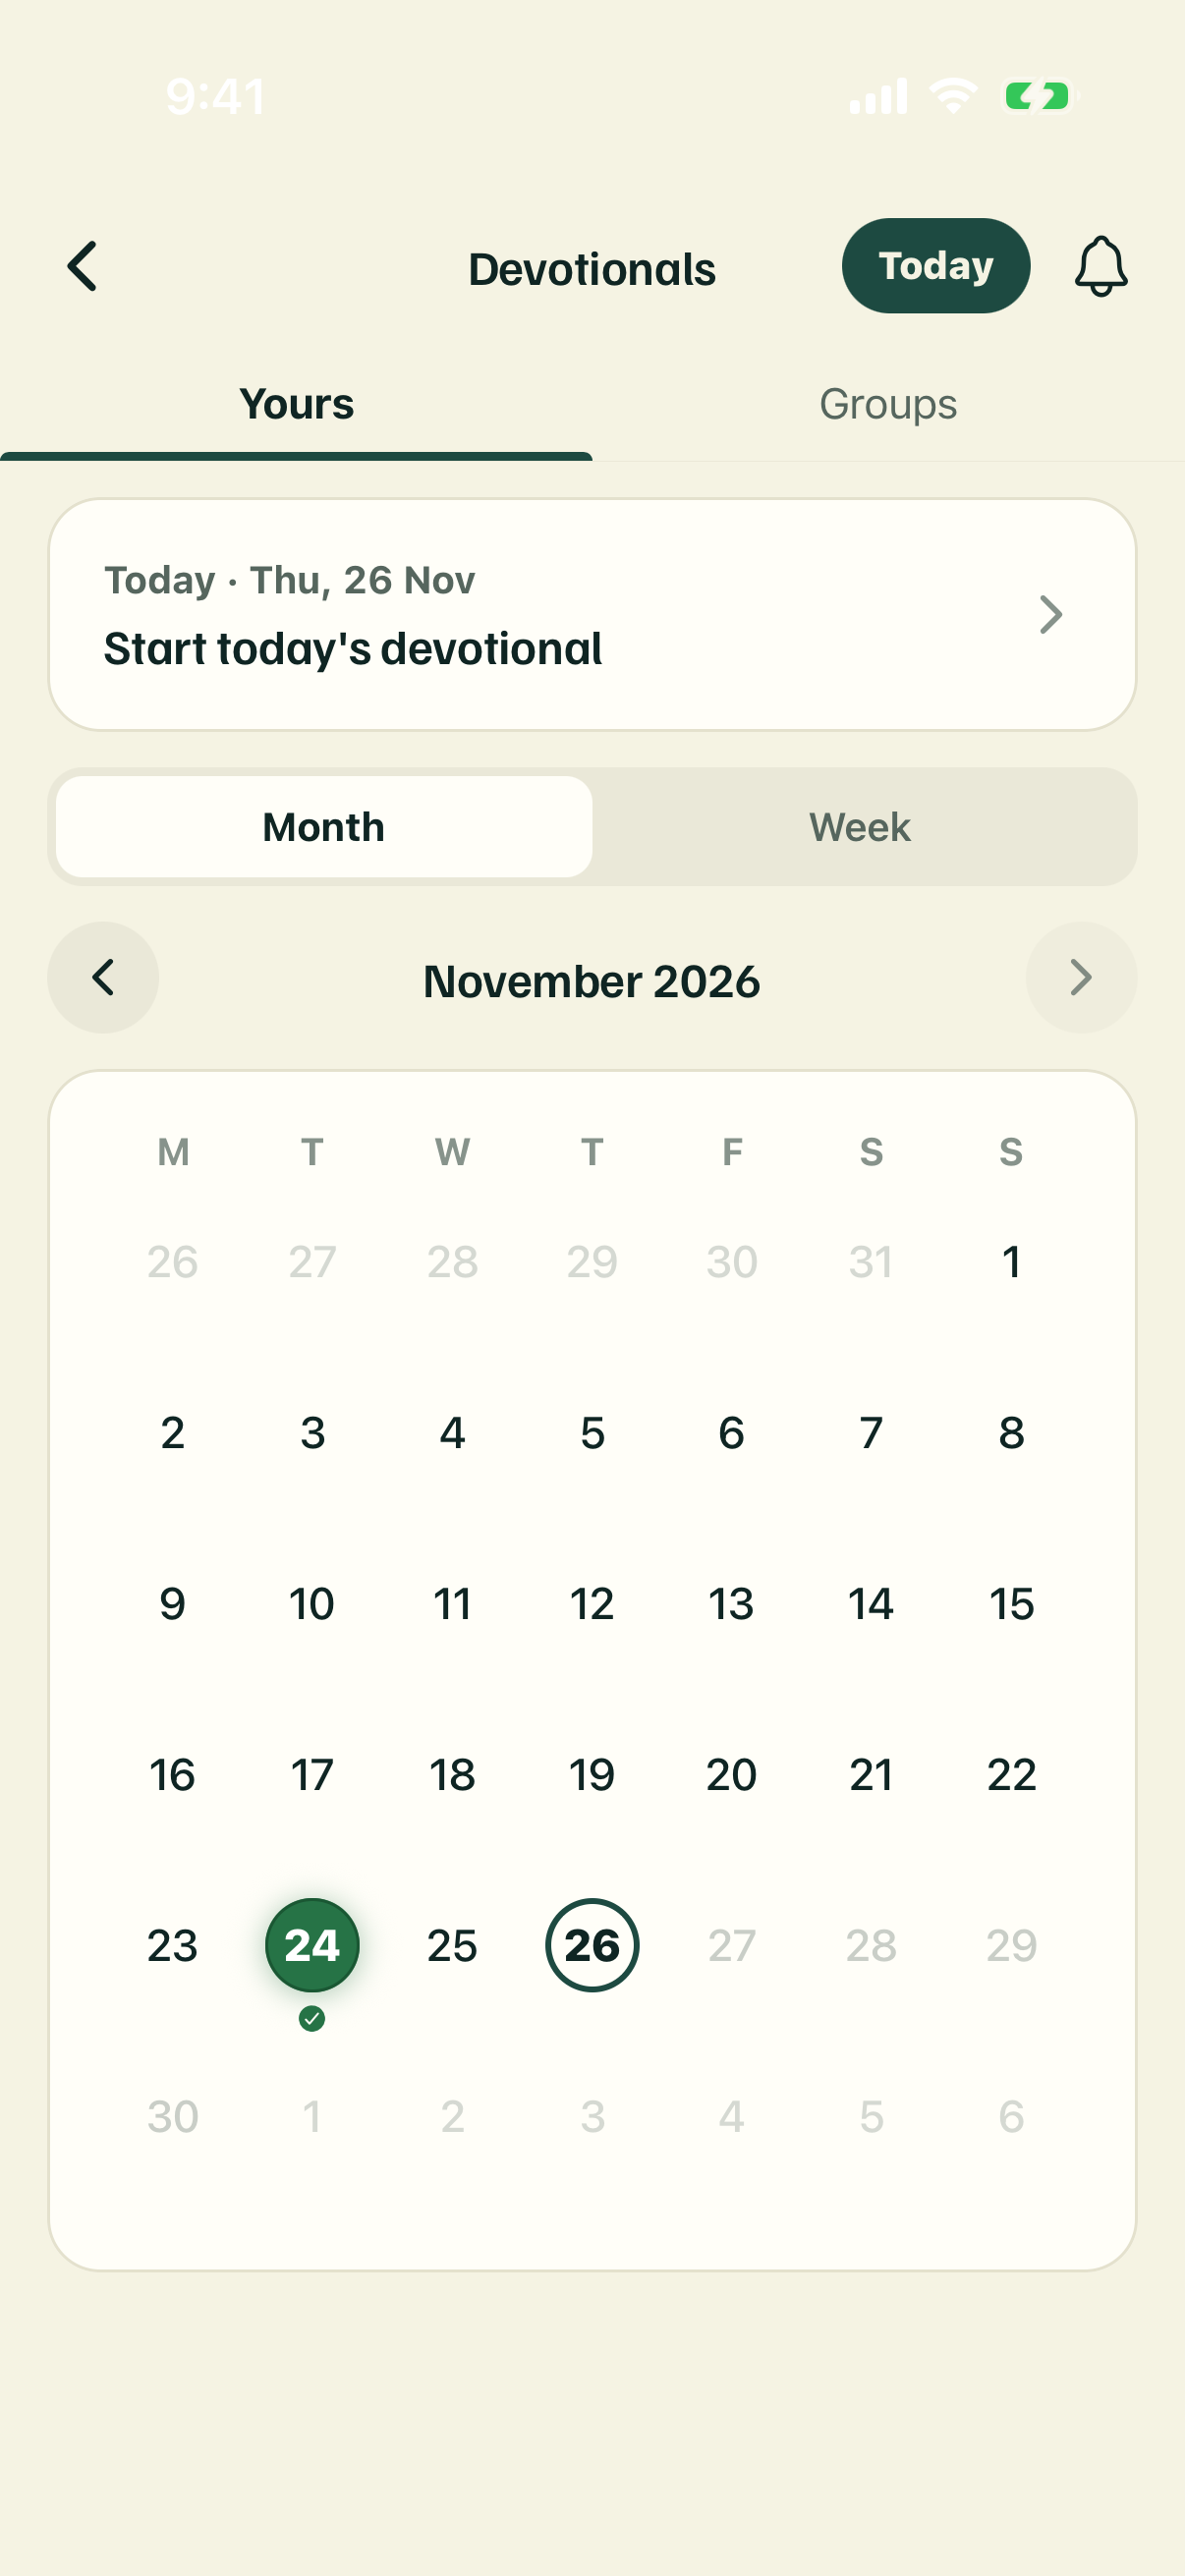 9:41
Devotionals
Today
Yours
Groups
Today · Thu, 26 Nov
Start today's devotional
Month
Week
November 2026
M T W T F S S
26 27 28 29 30 31 1
2 3 4 5 6 7 8
9 10 11 12 13 14 15
16 17 18 19 20 21 22
23 24 25 26 27 28 29
30 1 2 3 4 5 6